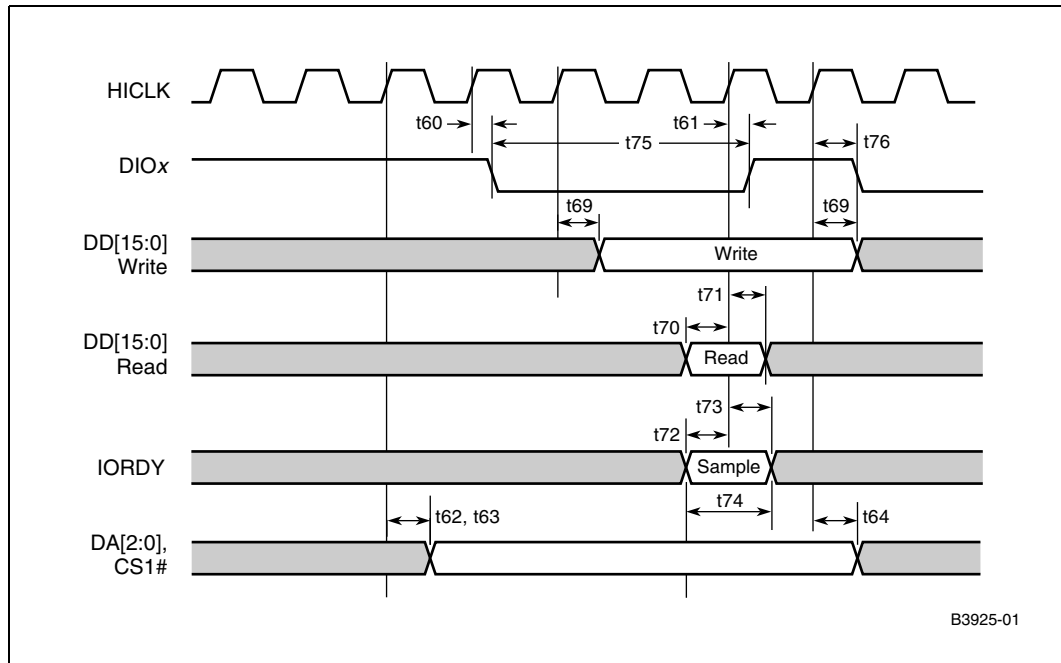 HICLK
t60
t61
t75
t76
DIOx
t69
t69
DD[15:0]
Write
Write
t71
t70
DD[15:0]
Read
Read
t73
t72
IORDY
Sample
t74
t62, t63
t64
DA[2:0],
CS1#
B3925-01